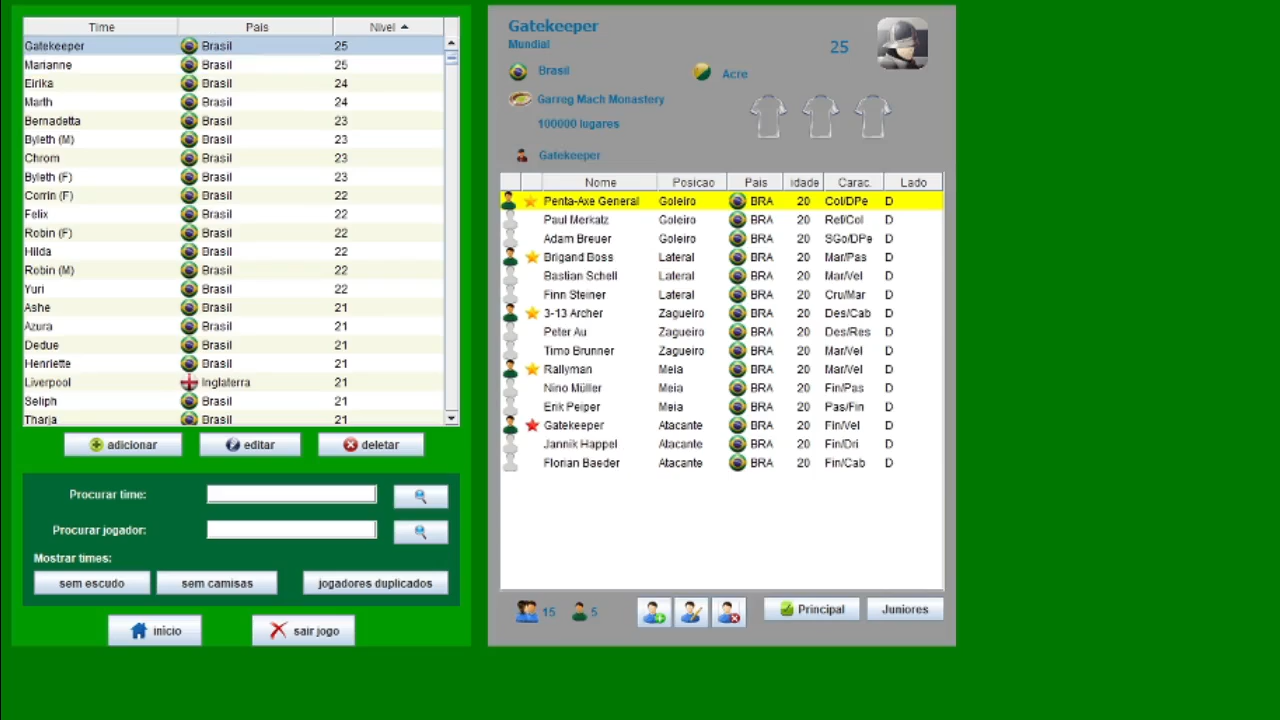 Time País Nível
Gatekeeper Brasil 25
Marianne Brasil 25
Eirika Brasil 24
Marth Brasil 24
Bernadetta Brasil 23
Byleth (M) Brasil 23
Chrom Brasil 23
Byleth (F) Brasil 23
Corrin (F) Brasil 22
Felix Brasil 22
Robin (F) Brasil 22
Hilda Brasil 22
Robin (M) Brasil 22
Yuri Brasil 22
Ashe Brasil 21
Azura Brasil 21
Dedue Brasil 21
Henriette Brasil 21
Liverpool Inglaterra 21
Seliph Brasil 21
Tharja Brasil 21
adicionar editar deletar
Procurar time:
Procurar jogador:
Mostrar times:
sem escudo sem camisas jogadores duplicados
início sair jogo
Gatekeeper
Mundial
25
Brasil Acre
Garreg Mach Monastery
100000 lugares
Gatekeeper
Nome Posicao Pais Idade Carac. Lado
Penta-Axe General Goleiro BRA 20 Col/DPe D
Paul Merkatz Goleiro BRA 20 Ref/Col D
Adam Breuer Goleiro BRA 20 SGo/DPe D
Brigand Boss Lateral BRA 20 Mar/Pas D
Bastian Schell Lateral BRA 20 Mar/Vel D
Finn Steiner Lateral BRA 20 Cru/Mar D
3-13 Archer Zagueiro BRA 20 Des/Cab D
Peter Au Zagueiro BRA 20 Des/Res D
Timo Brunner Zagueiro BRA 20 Mar/Vel D
Rallyman Meia BRA 20 Mar/Vel D
Nino Müller Meia BRA 20 Fin/Pas D
Erik Peiper Meia BRA 20 Pas/Fin D
Gatekeeper Atacante BRA 20 Fin/Vel D
Jannik Happel Atacante BRA 20 Fin/Dri D
Florian Baeder Atacante BRA 20 Fin/Cab D
15 5 Principal Juniores